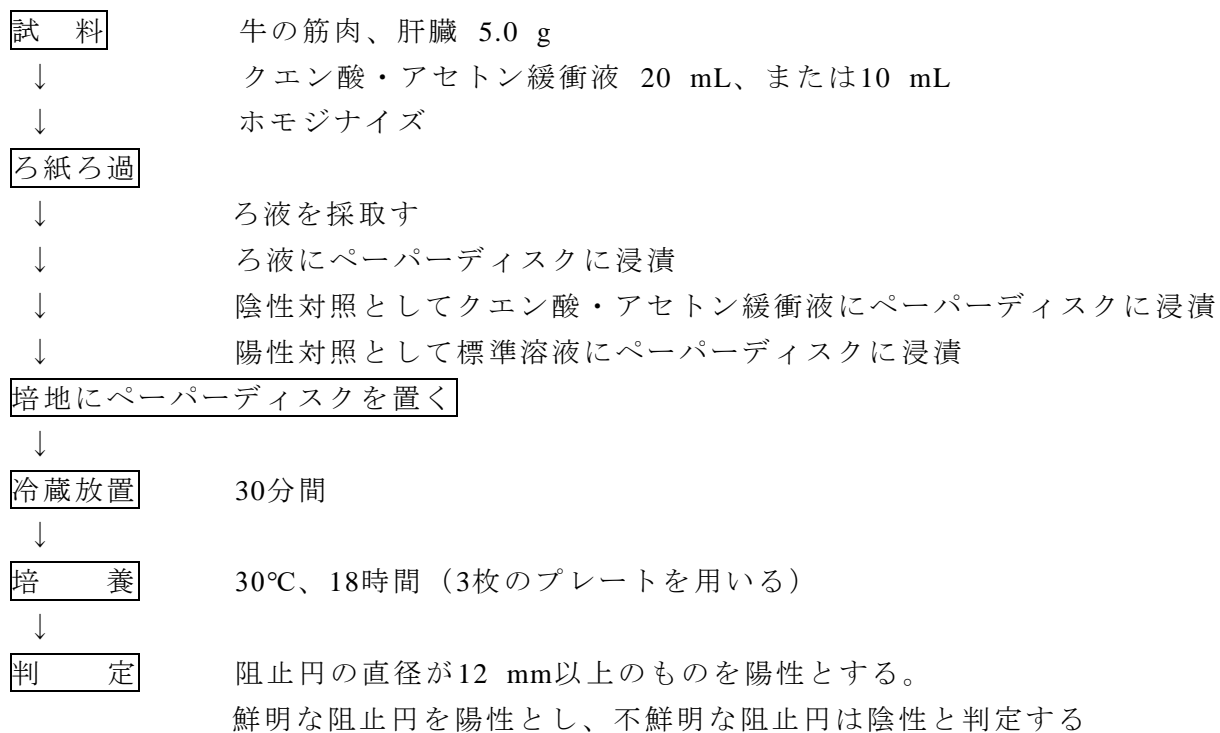 試　料　　牛の筋肉、肝臓 5.0 g
↓　　クエン酸・アセトン緩衝液 20 mL、または10 mL
↓　　ホモジナイズ
ろ紙ろ過
↓　　ろ液を採取す
↓　　ろ液にペーパーディスクに浸漬
↓　　陰性対照としてクエン酸・アセトン緩衝液にペーパーディスクに浸漬
↓　　陽性対照として標準溶液にペーパーディスクに浸漬
培地にペーパーディスクを置く
↓
冷蔵放置　　30分間
↓
培　養　　30℃、18時間（3枚のプレートを用いる）
↓
判　定　　阻止円の直径が12 mm以上のものを陽性とする。
鮮明な阻止円を陽性とし、不鮮明な阻止円は陰性と判定する